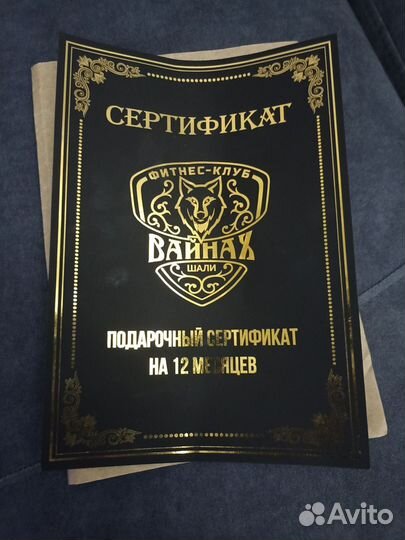 СЕРТИФИКАТ
ФИТНЕС-КЛУБ
ВАЙНАХ
ШАЛИ
ПОДАРОЧНЫЙ СЕРТИФИКАТ
НА 12 МЕСЯЦЕВ
Avito